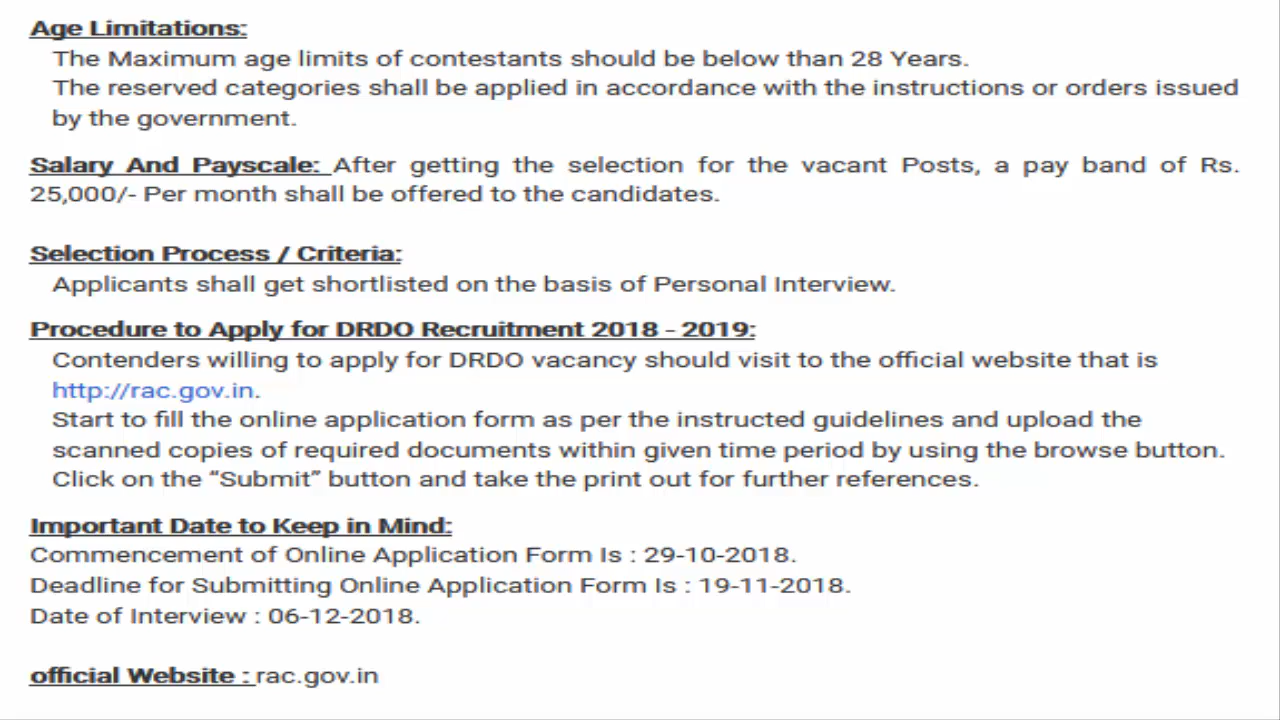 Age Limitations:
The Maximum age limits of contestants should be below than 28 Years.
The reserved categories shall be applied in accordance with the instructions or orders issued
by the government.
Salary And Payscale: After getting the selection for the vacant Posts, a pay band of Rs.
25,000/- Per month shall be offered to the candidates.
Selection Process / Criteria:
Applicants shall get shortlisted on the basis of Personal Interview.
Procedure to Apply for DRDO Recruitment 2018 - 2019:
Contenders willing to apply for DRDO vacancy should visit to the official website that is
http://rac.gov.in.
Start to fill the online application form as per the instructed guidelines and upload the
scanned copies of required documents within given time period by using the browse button.
Click on the “Submit” button and take the print out for further references.
Important Date to Keep in Mind:
Commencement of Online Application Form Is : 29-10-2018.
Deadline for Submitting Online Application Form Is : 19-11-2018.
Date of Interview : 06-12-2018.
official Website : rac.gov.in